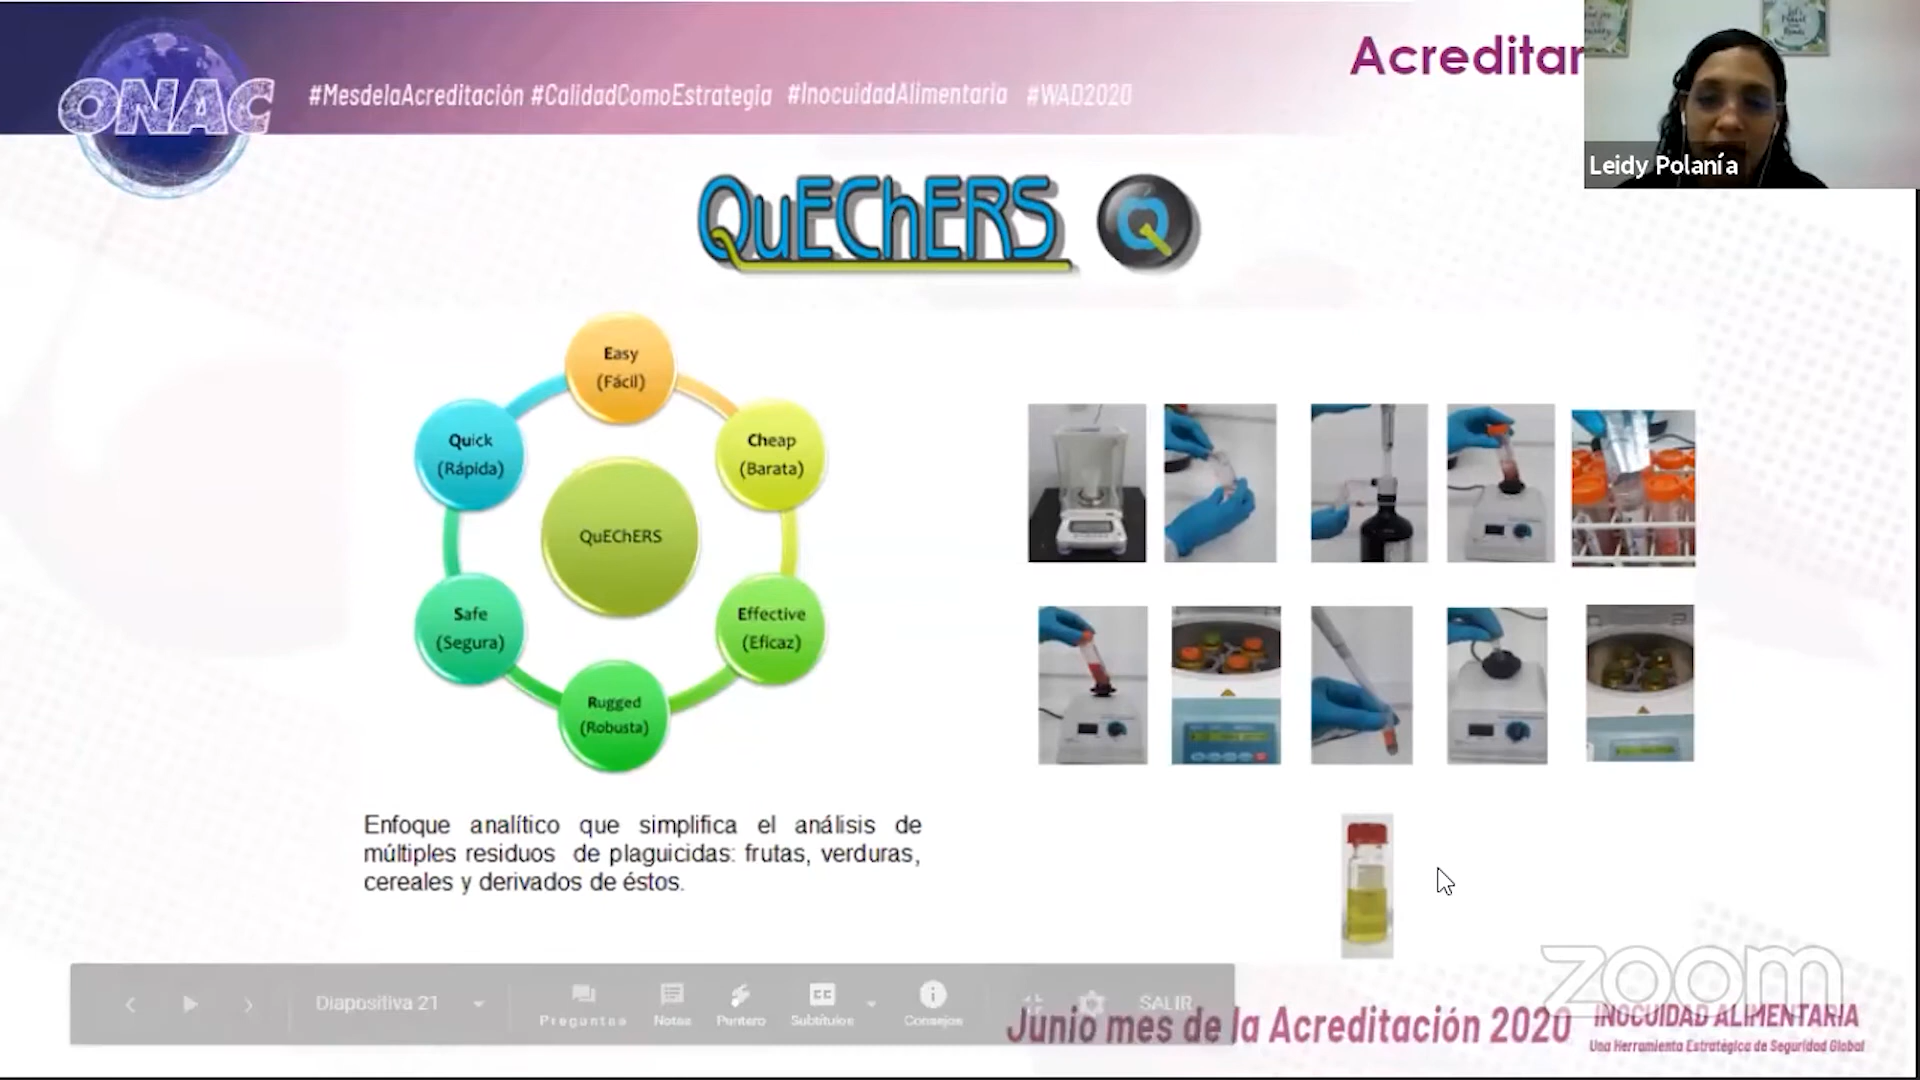 ONAC
#MesdelaAcreditación #CalidadComoEstrategia #InocuidadAlimentaria #WAD2020
Acreditar
Leidy Polanía
QuEChERS
Q
Easy
(Fácil)
Quick
(Rápida)
Cheap
(Barata)
QuEChERS
Safe
(Segura)
Effective
(Eficaz)
Rugged
(Robusta)
Enfoque analítico que simplifica el análisis de
múltiples residuos de plaguicidas: frutas, verduras,
cereales y derivados de éstos.
Diapositiva 21
Preguntas
Notas
Puntero
Subtítulos
Consejos
SALIR
zoom
Junio mes de la Acreditación 2020
INOCUIDAD ALIMENTARIA
Una Herramienta Estratégica de Seguridad Global